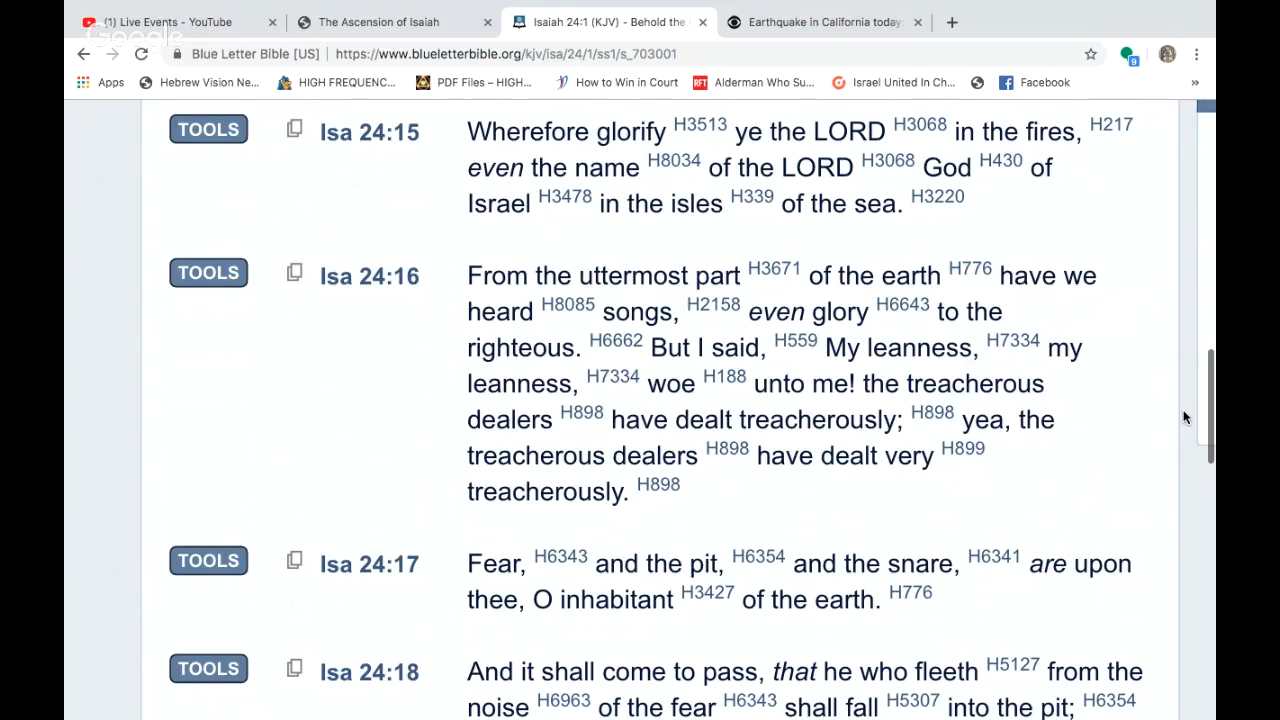 (1) Live Events - YouTube
The Ascension of Isaiah
Isaiah 24:1 (KJV) - Behold the
Earthquake in California today:
Google
Blue Letter Bible [US]
https://www.blueletterbible.org/kjv/isa/24/1/ss1/s_703001
9
Apps
Hebrew Vision Ne...
HIGH FREQUENC...
PDF Files – HIGH...
How to Win in Court
RFT
Alderman Who Su...
Israel United In Ch...
Facebook
»
TOOLS Isa 24:15 Wherefore glorify H3513 ye the LORD H3068 in the fires, H217
even the name H8034 of the LORD H3068 God H430 of
Israel H3478 in the isles H339 of the sea. H3220
TOOLS Isa 24:16 From the uttermost part H3671 of the earth H776 have we
heard H8085 songs, H2158 even glory H6643 to the
righteous. H6662 But I said, H559 My leanness, H7334 my
leanness, H7334 woe H188 unto me! the treacherous
dealers H898 have dealt treacherously; H898 yea, the
treacherous dealers H898 have dealt very H899
treacherously. H898
TOOLS Isa 24:17 Fear, H6343 and the pit, H6354 and the snare, H6341 are upon
thee, O inhabitant H3427 of the earth. H776
TOOLS Isa 24:18 And it shall come to pass, that he who fleeth H5127 from the
noise H6963 of the fear H6343 shall fall H5307 into the pit; H6354